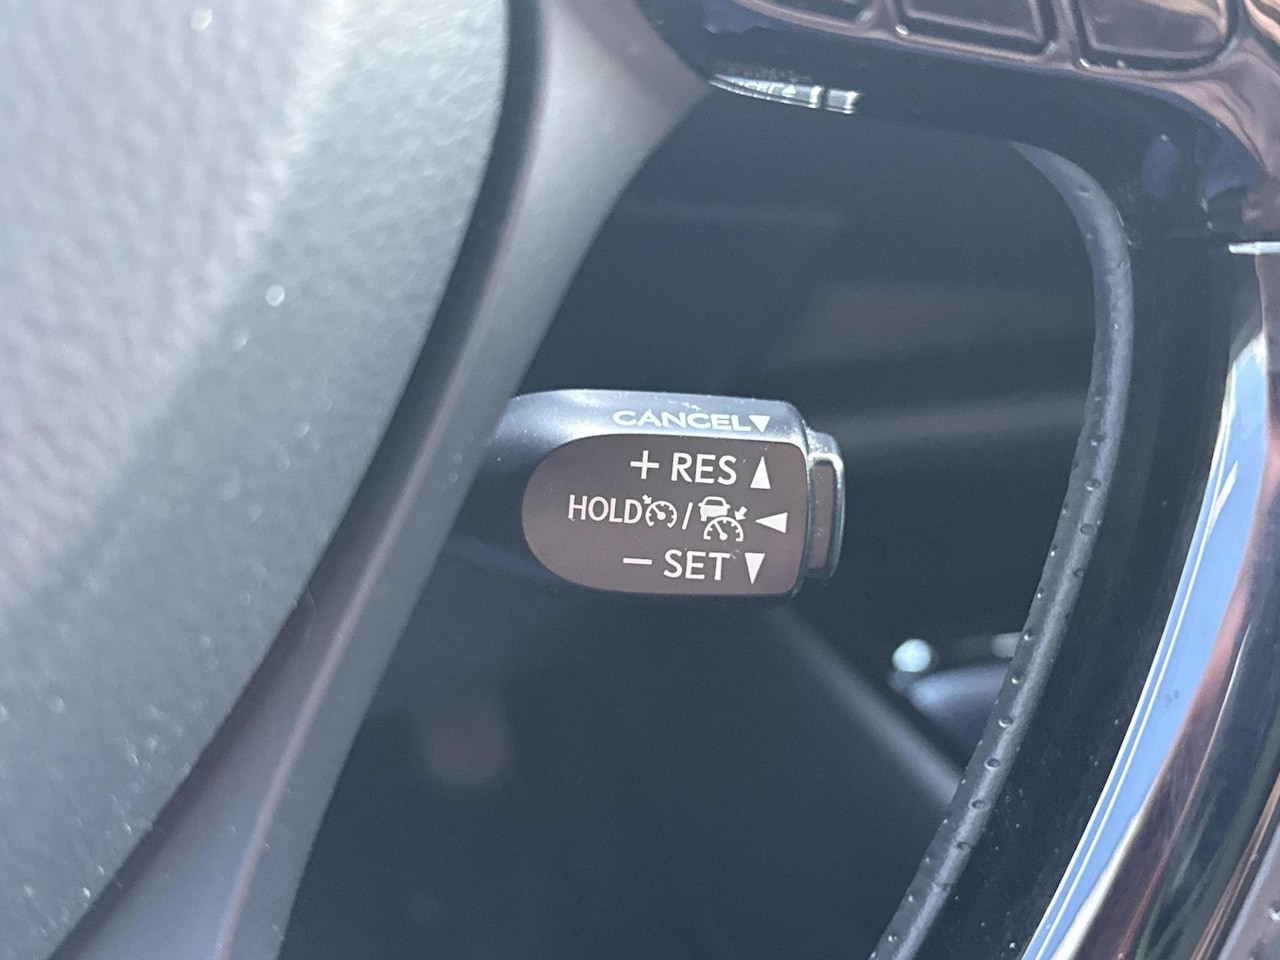 CANCEL▼
+ RES ▲
HOLD / ◀
− SET ▼